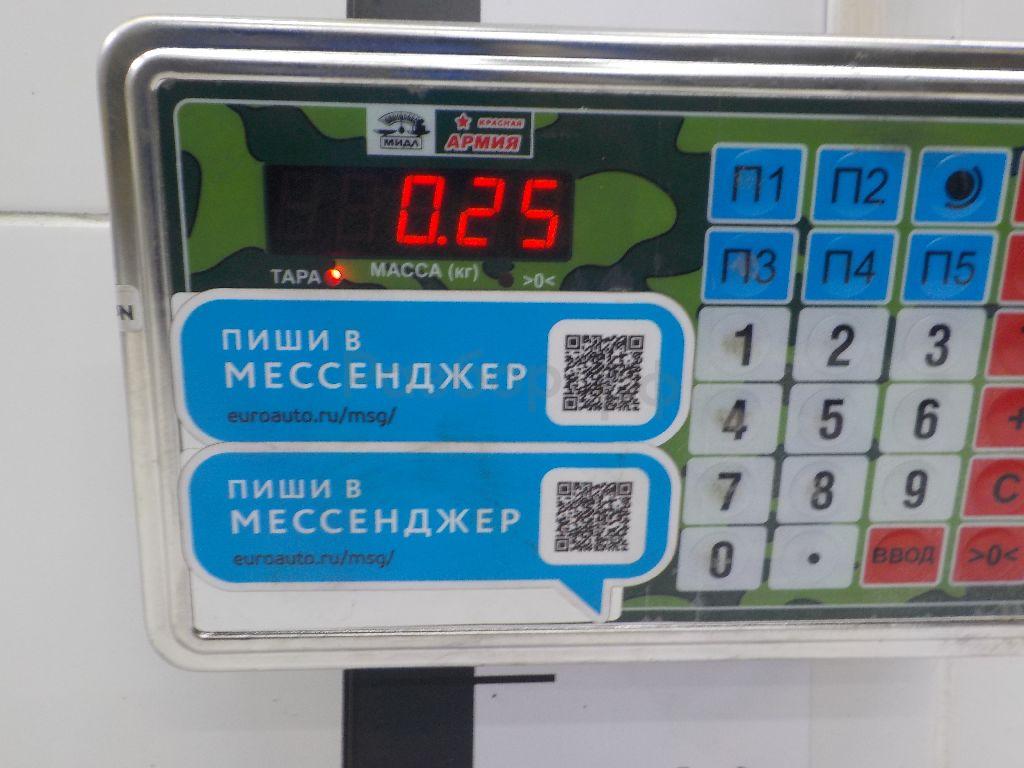 МИДЛ
КРАСНАЯ
АРМИЯ
0.25
ТАРА МАССА (кг) >0<
П1 П2
П3 П4 П5
ПИШИ В
МЕССЕНДЖЕР
euroauto.ru/msg/
1 2 3
4 5 6
ПИШИ В
МЕССЕНДЖЕР
euroauto.ru/msg/
7 8 9 C
0 . ВВОД >0<